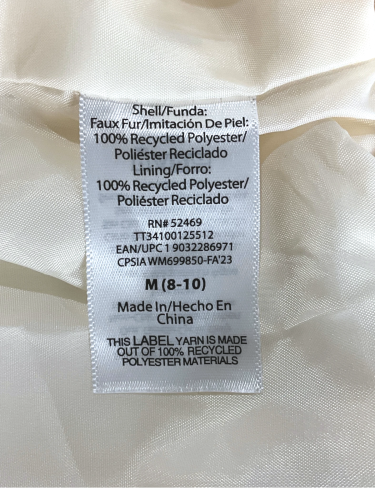 Shell/Funda:
Faux Fur/Imitación De Piel:
100% Recycled Polyester/
Poliéster Reciclado
Lining/Forro:
100% Recycled Polyester/
Poliéster Reciclado
RN# 52469
TT34100125512
EAN/UPC 1 9032286971
CPSIA WM699850-FA'23
M (8-10)
Made In/Hecho En
China
THIS LABEL YARN IS MADE
OUT OF 100% RECYCLED
POLYESTER MATERIALS